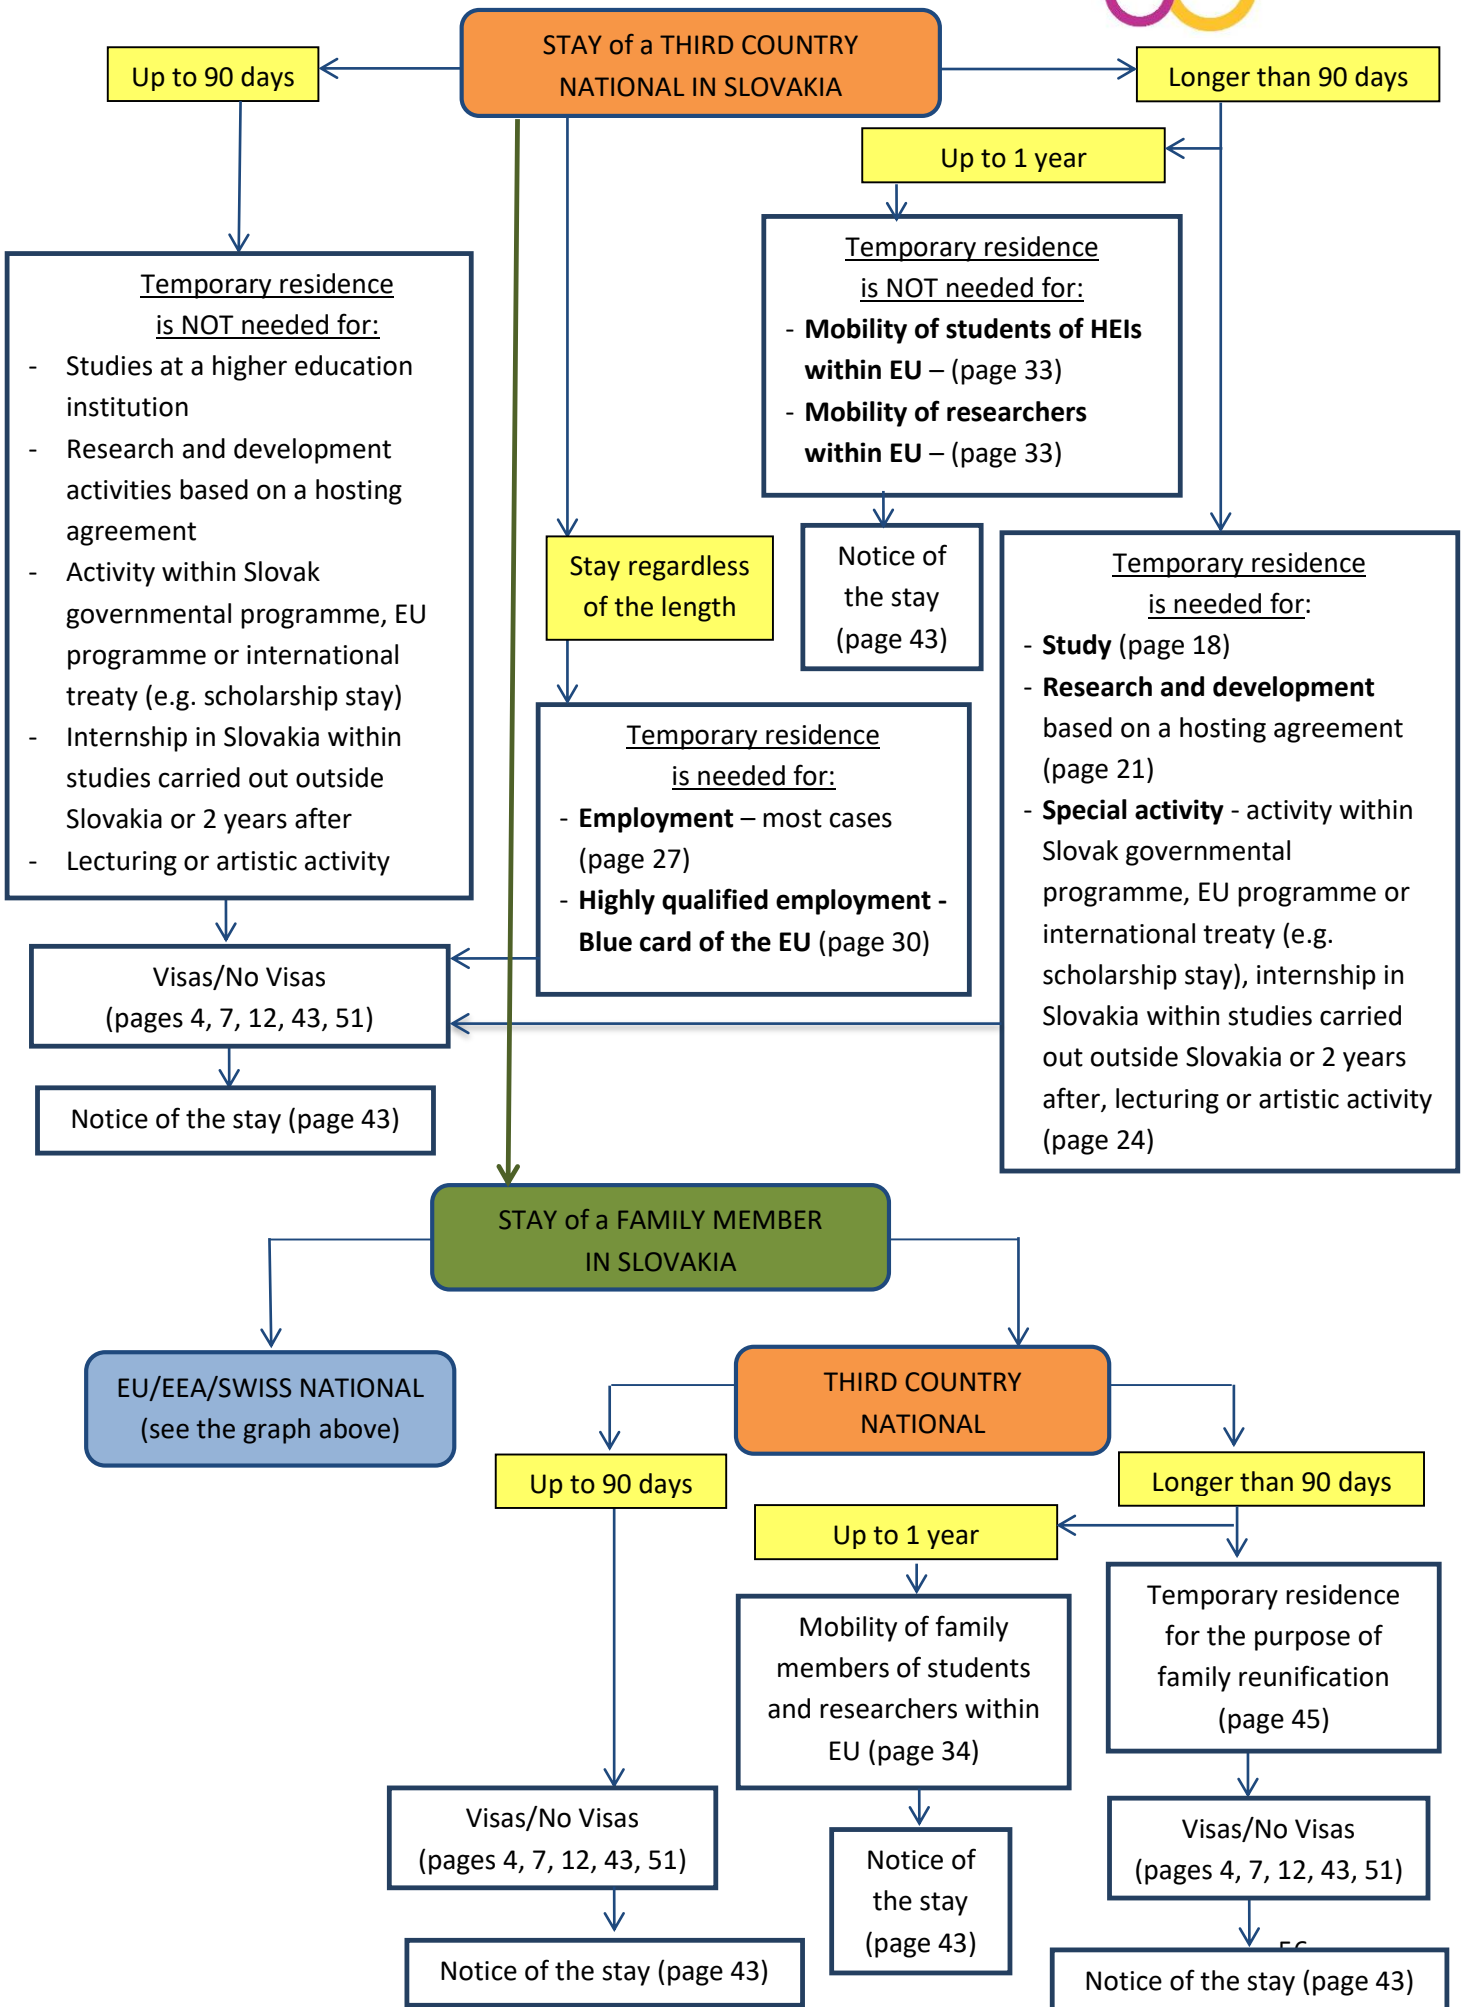 STAY of a THIRD COUNTRY
NATIONAL IN SLOVAKIA
Up to 90 days
Longer than 90 days
Up to 1 year
Temporary residence
is NOT needed for:
- Studies at a higher education
institution
- Research and development
activities based on a hosting
agreement
- Activity within Slovak
governmental programme, EU
programme or international
treaty (e.g. scholarship stay)
- Internship in Slovakia within
studies carried out outside
Slovakia or 2 years after
- Lecturing or artistic activity
Temporary residence
is NOT needed for:
- Mobility of students of HEIs
within EU – (page 33)
- Mobility of researchers
within EU – (page 33)
Notice of
the stay
(page 43)
Stay regardless
of the length
Temporary residence
is needed for:
- Employment – most cases
(page 27)
- Highly qualified employment -
Blue card of the EU (page 30)
Temporary residence
is needed for:
- Study (page 18)
- Research and development
based on a hosting agreement
(page 21)
- Special activity - activity within
Slovak governmental
programme, EU programme or
international treaty (e.g.
scholarship stay), internship in
Slovakia within studies carried
out outside Slovakia or 2 years
after, lecturing or artistic activity
(page 24)
Visas/No Visas
(pages 4, 7, 12, 43, 51)
Notice of the stay (page 43)
STAY of a FAMILY MEMBER
IN SLOVAKIA
EU/EEA/SWISS NATIONAL
(see the graph above)
THIRD COUNTRY
NATIONAL
Up to 90 days
Longer than 90 days
Up to 1 year
Mobility of family
members of students
and researchers within
EU (page 34)
Temporary residence
for the purpose of
family reunification
(page 45)
Visas/No Visas
(pages 4, 7, 12, 43, 51)
Notice of
the stay
(page 43)
Visas/No Visas
(pages 4, 7, 12, 43, 51)
Notice of the stay (page 43)
Notice of the stay (page 43)